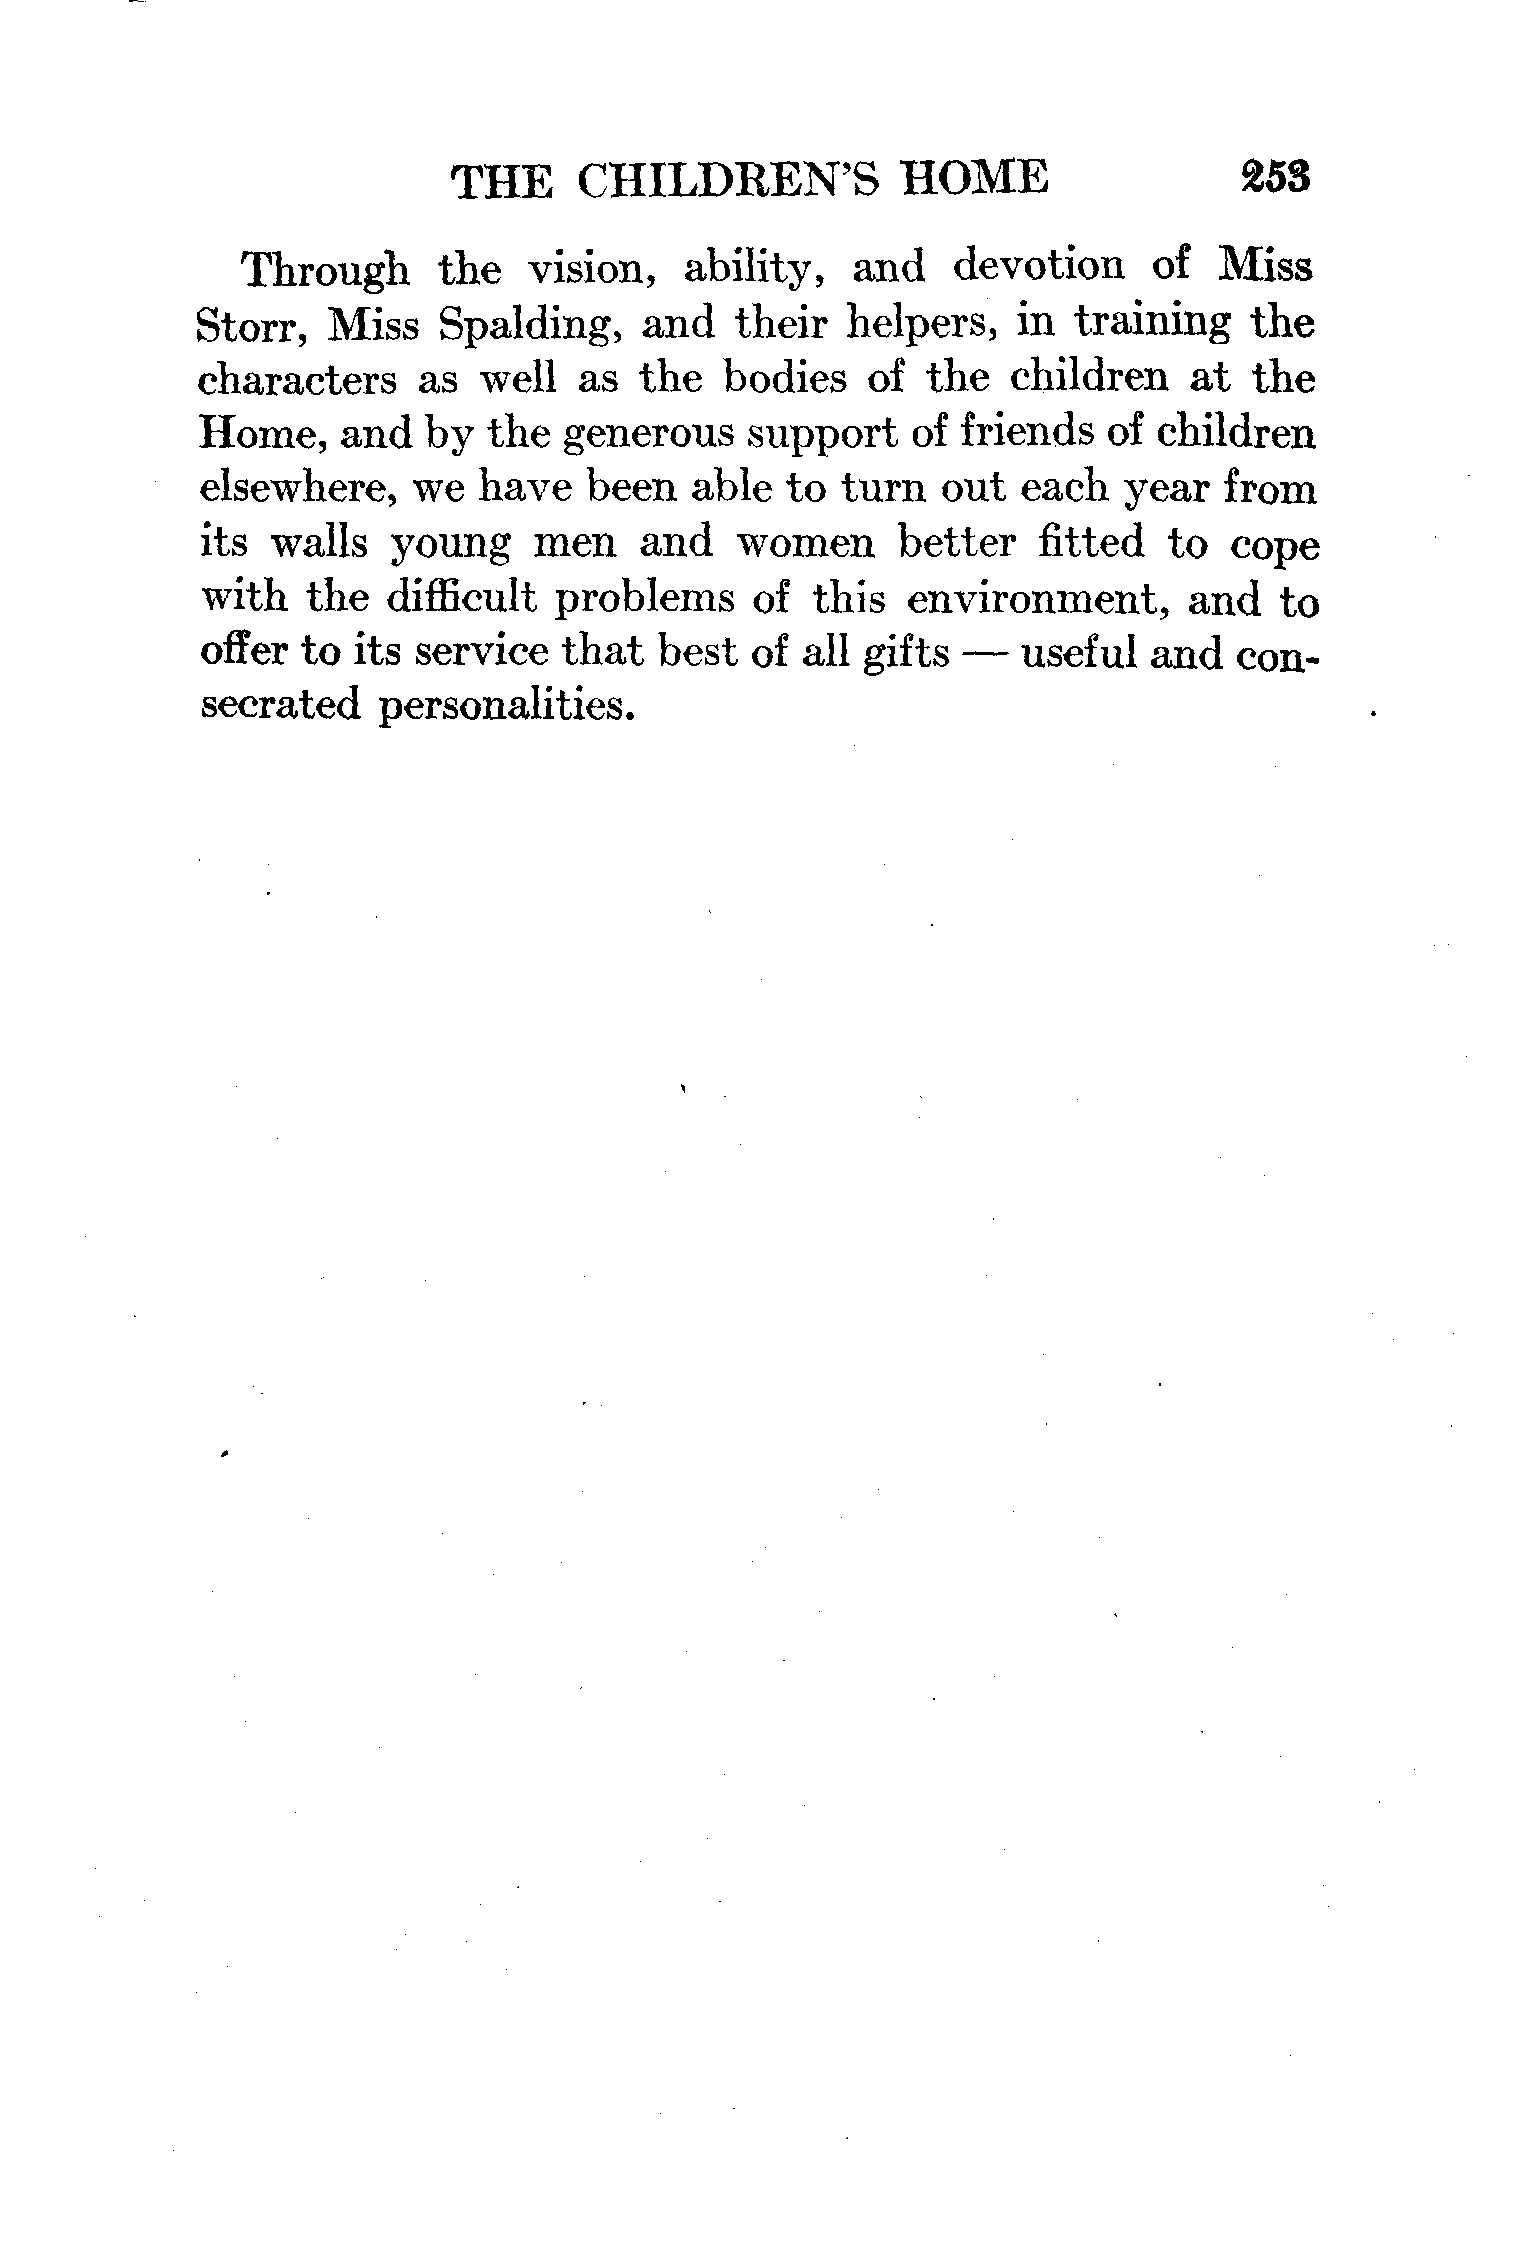 THE CHILDREN'S HOME 253
Through the vision, ability, and devotion of Miss
Storr, Miss Spalding, and their helpers, in training the
characters as well as the bodies of the children at the
Home, and by the generous support of friends of children
elsewhere, we have been able to turn out each year from
its walls young men and women better fitted to cope
with the difficult problems of this environment, and to
offer to its service that best of all gifts — useful and con-
secrated personalities.